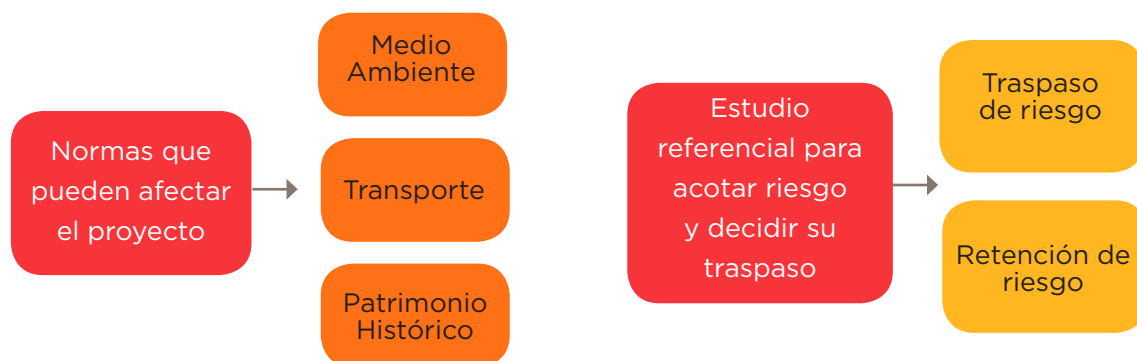 Normas que
pueden afectar
el proyecto
Medio
Ambiente
Transporte
Patrimonio
Histórico
Estudio
referencial para
acotar riesgo
y decidir su
traspaso
Traspaso
de riesgo
Retención de
riesgo